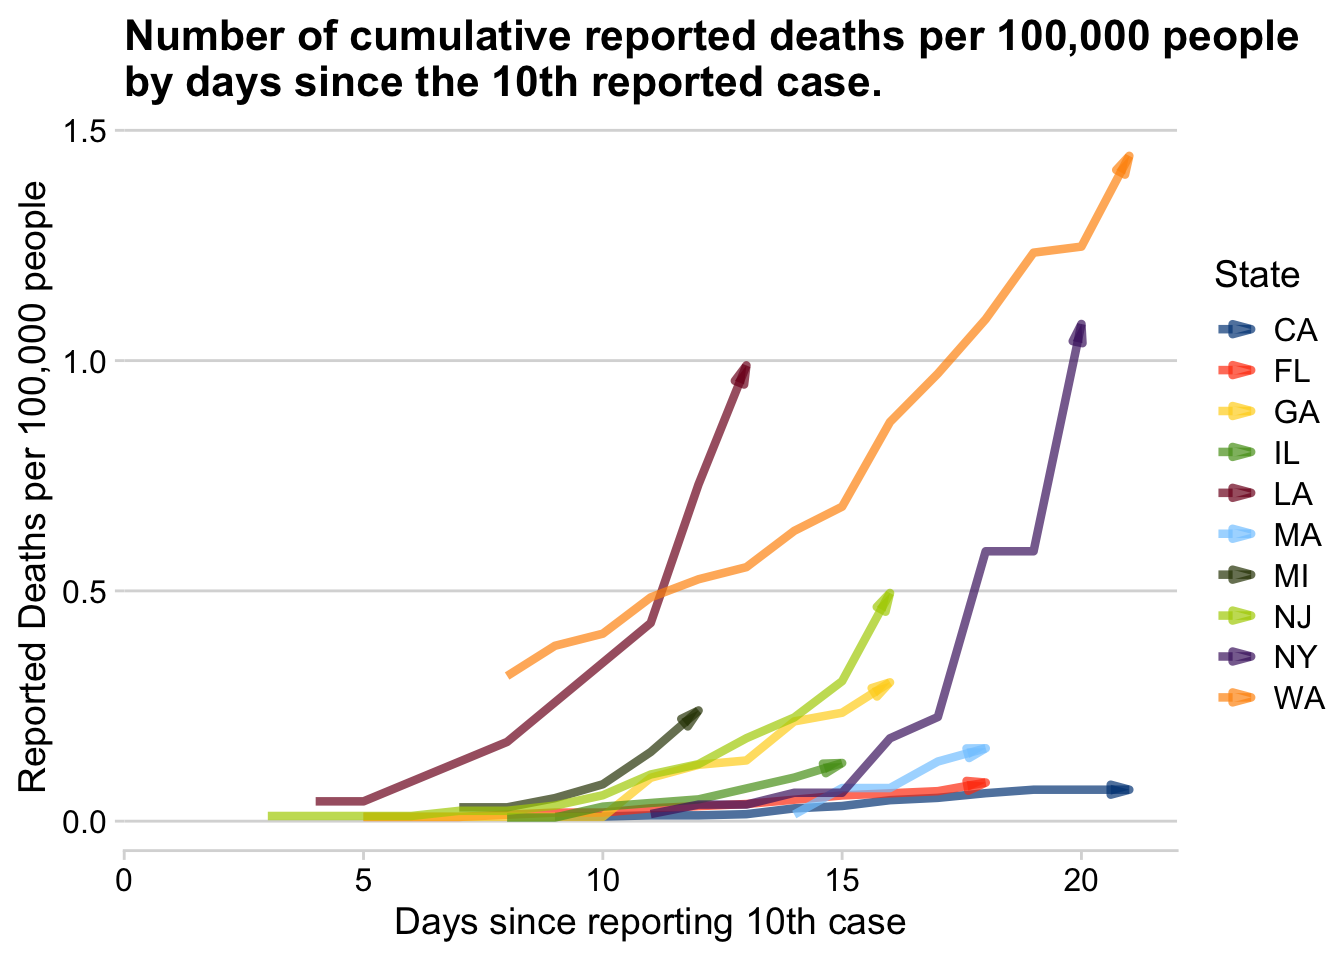 Number of cumulative reported deaths per 100,000 people
by days since the 10th reported case.
Reported Deaths per 100,000 people
1.5
1.0
0.5
0.0
0
5
10
15
20
Days since reporting 10th case
State
CA
FL
GA
IL
LA
MA
MI
NJ
NY
WA